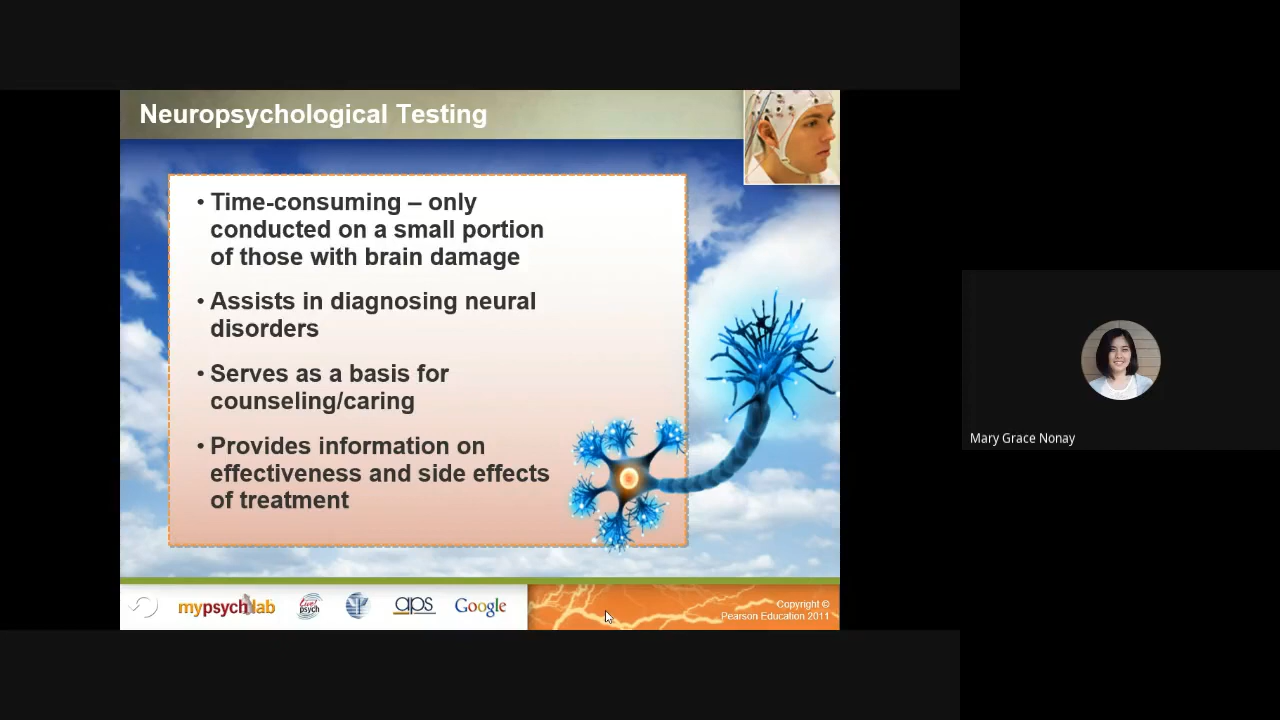 Neuropsychological Testing
• Time-consuming – only
conducted on a small portion
of those with brain damage
• Assists in diagnosing neural
disorders
• Serves as a basis for
counseling/caring
• Provides information on
effectiveness and side effects
of treatment
mypsychlab
Live!
psych
aps
Google
Copyright ©
Pearson Education 2011
Mary Grace Nonay